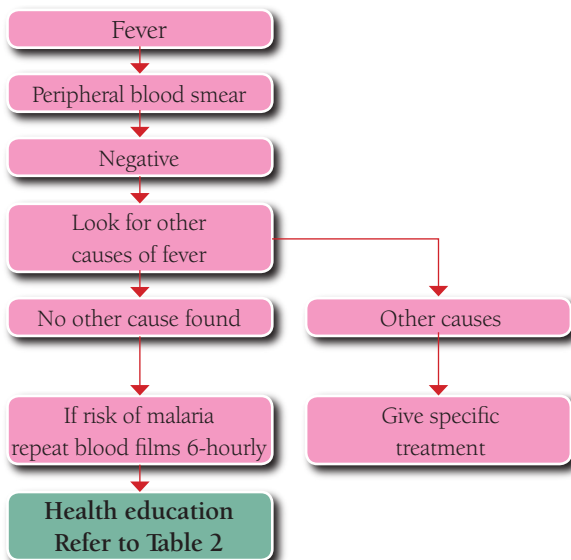 Fever
Peripheral blood smear
Negative
Look for other
causes of fever
No other cause found
Other causes
If risk of malaria
repeat blood films 6-hourly
Give specific
treatment
Health education
Refer to Table 2